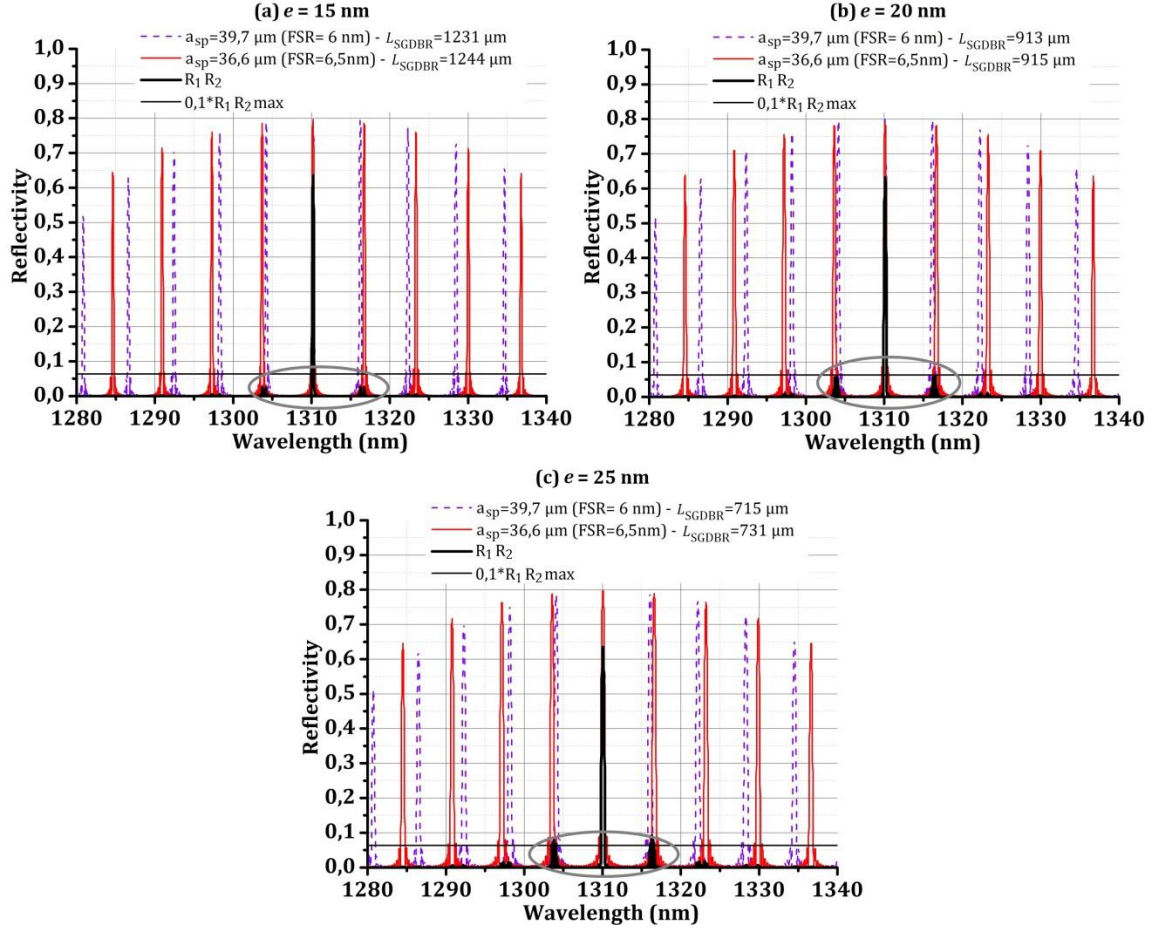 (a) e = 15 nm
a_sp=39,7 µm (FSR= 6 nm) - L_SGDBR=1231 µm
a_sp=36,6 µm (FSR=6,5nm) - L_SGDBR=1244 µm
R₁ R₂
0,1*R₁ R₂ max
1,0
0,9
0,8
0,7
0,6
0,5
0,4
0,3
0,2
0,1
0,0
Reflectivity
1280 1290 1300 1310 1320 1330 1340
Wavelength (nm)
(b) e = 20 nm
a_sp=39,7 µm (FSR= 6 nm) - L_SGDBR=913 µm
a_sp=36,6 µm (FSR=6,5nm) - L_SGDBR=915 µm
R₁ R₂
0,1*R₁ R₂ max
1,0
0,9
0,8
0,7
0,6
0,5
0,4
0,3
0,2
0,1
0,0
Reflectivity
1280 1290 1300 1310 1320 1330 1340
Wavelength (nm)
(c) e = 25 nm
a_sp=39,7 µm (FSR= 6 nm) - L_SGDBR=715 µm
a_sp=36,6 µm (FSR=6,5nm) - L_SGDBR=731 µm
R₁ R₂
0,1*R₁ R₂ max
1,0
0,9
0,8
0,7
0,6
0,5
0,4
0,3
0,2
0,1
0,0
Reflectivity
1280 1290 1300 1310 1320 1330 1340
Wavelength (nm)